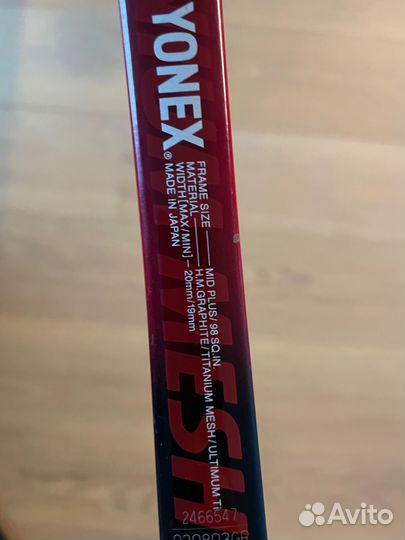 YONEX®
FRAME SIZE — MID PLUS/98 SQ.IN.
MATERIAL — H.M.GRAPHITE/TITANIUM MESH/ULTIMUM Ti
WIDTH[MAX/MIN]— 20mm/19mm
MADE IN JAPAN
MESH
2466547
Avito